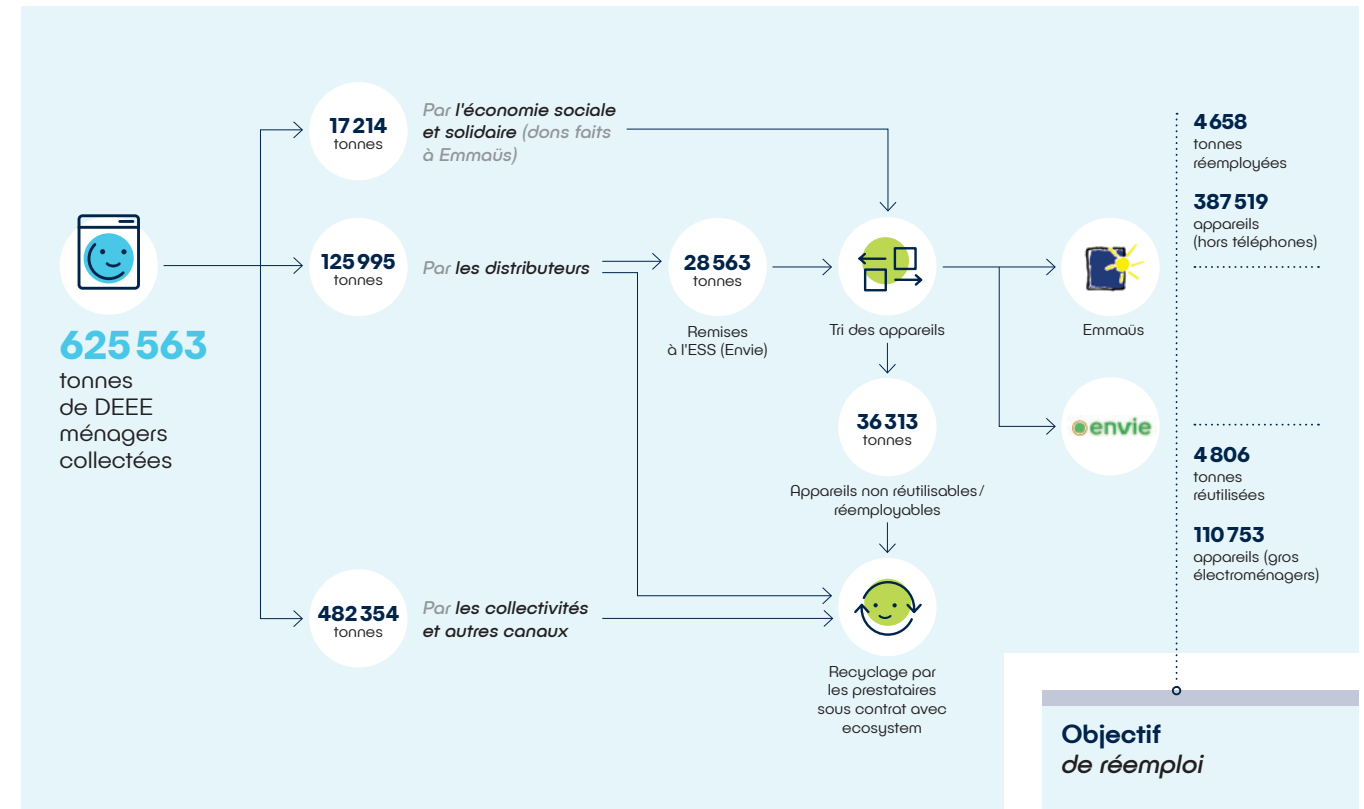 17 214
tonnes
Par l'économie sociale
et solidaire (dons faits
à Emmaüs)
4 658
tonnes
réemployées
387 519
appareils
(hors téléphones)
625 563
tonnes
de DEEE
ménagers
collectées
125 995
tonnes
Par les distributeurs
28 563
tonnes
Remises
à l'ESS (Envie)
Tri des appareils
Emmaüs
36 313
tonnes
Appareils non réutilisables/
réemployables
envie
4 806
tonnes
réutilisées
110 753
appareils (gros
électroménagers)
482 354
tonnes
Par les collectivités
et autres canaux
Recyclage par
les prestataires
sous contrat avec
ecosystem
Objectif
de réemploi